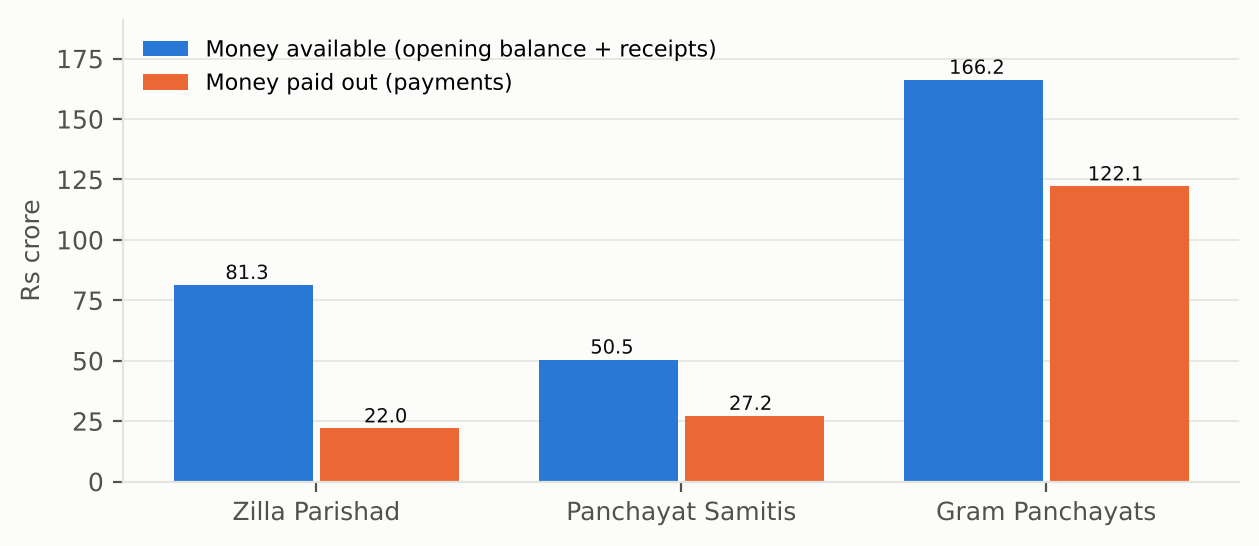 Money available (opening balance + receipts)
Money paid out (payments)
Rs crore
175
150
125
100
75
50
25
0
81.3
22.0
50.5
27.2
166.2
122.1
Zilla Parishad
Panchayat Samitis
Gram Panchayats